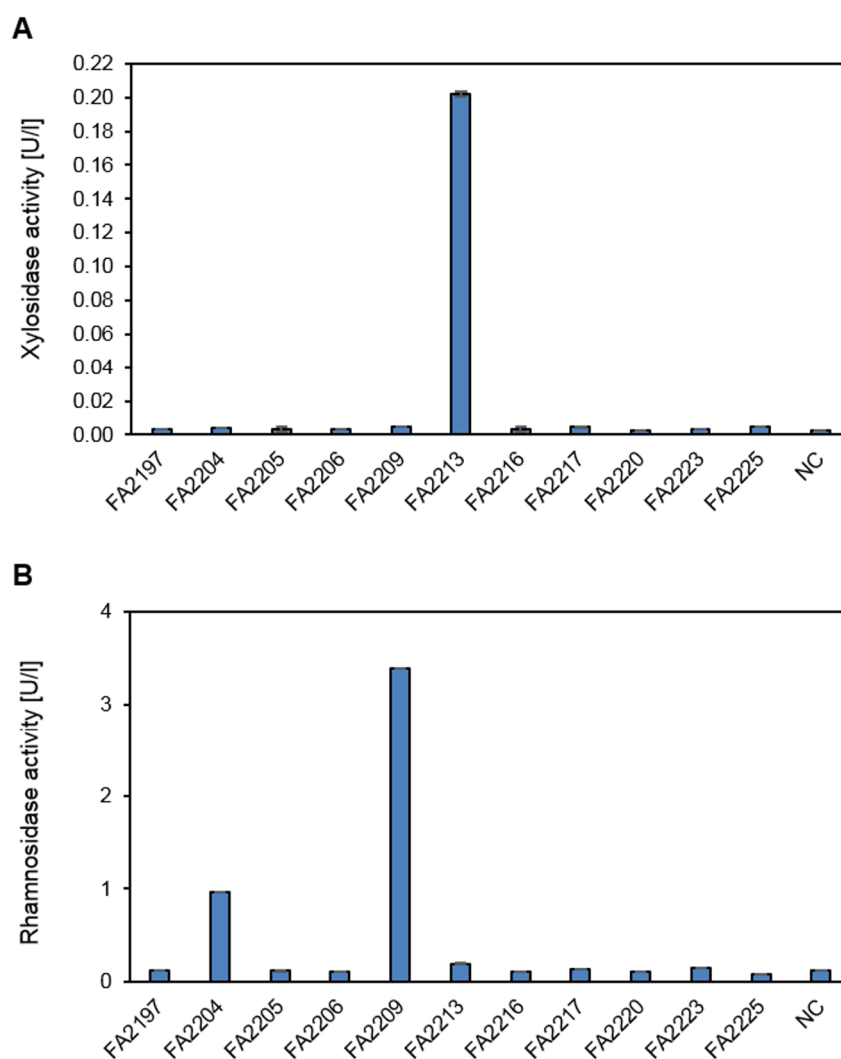 A
Xylosidase activity [U/l]
0.22
0.20
0.18
0.16
0.14
0.12
0.10
0.08
0.06
0.04
0.02
0.00
FA2197
FA2204
FA2205
FA2206
FA2209
FA2213
FA2216
FA2217
FA2220
FA2223
FA2225
NC
B
Rhamnosidase activity [U/l]
4
3
2
1
0
FA2197
FA2204
FA2205
FA2206
FA2209
FA2213
FA2216
FA2217
FA2220
FA2223
FA2225
NC